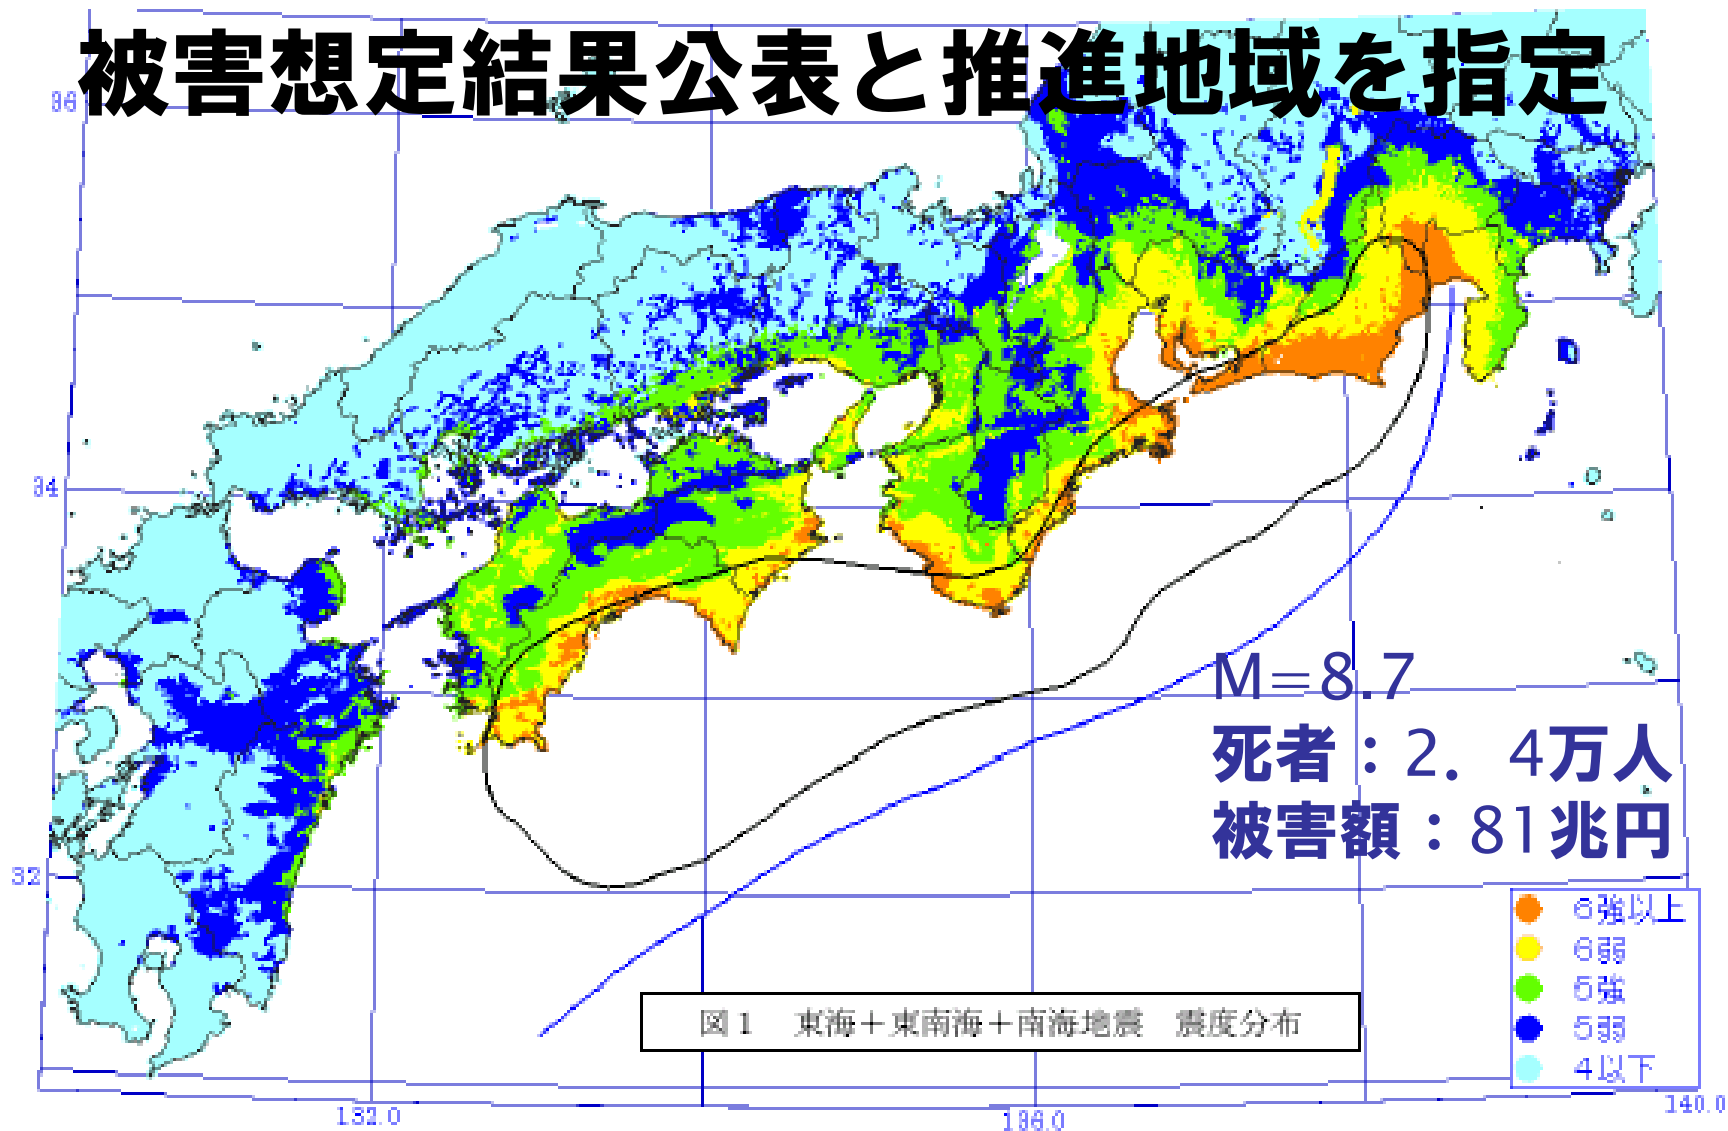 被害想定結果公表と推進地域を指定
36
34
32
M=8.7
死者：2．4万人
被害額：81兆円
6強以上
6弱
5強
5弱
4以下
図1　東海＋東南海＋南海地震　震度分布
132.0
136.0
140.0